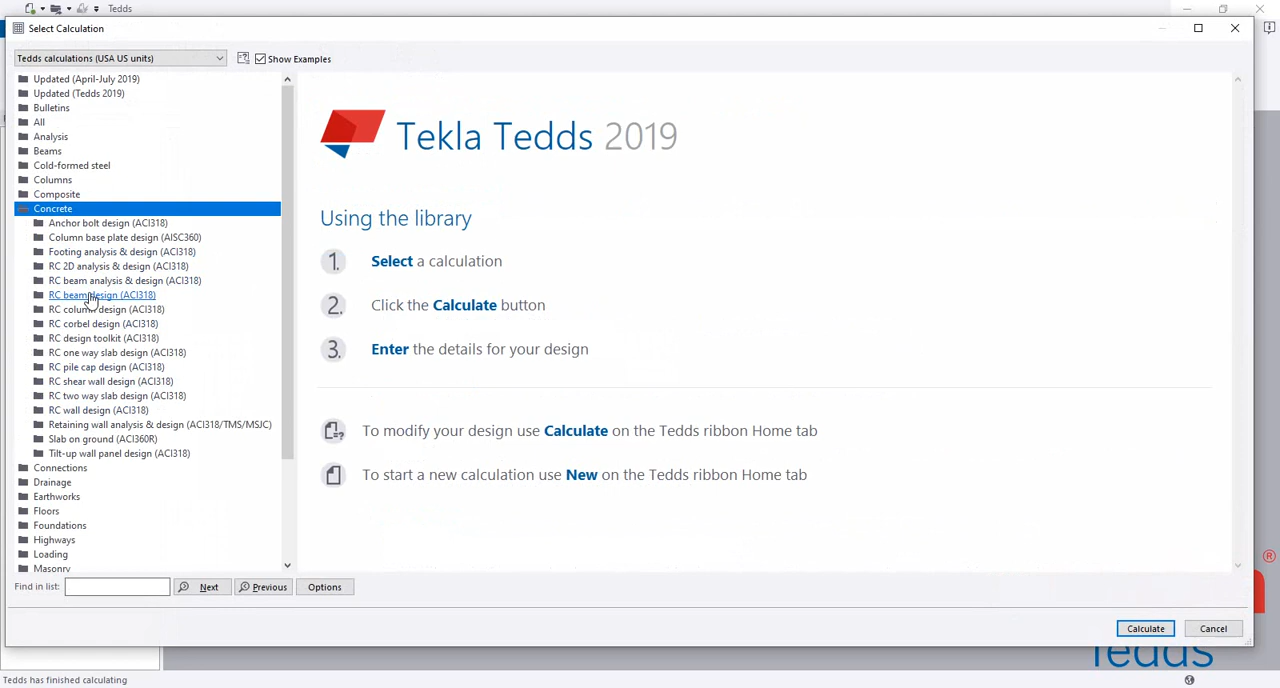 Tedds
Select Calculation
Tedds calculations (USA US units)
Show Examples
Updated (April-July 2019)
Updated (Tedds 2019)
Bulletins
All
Analysis
Beams
Cold-formed steel
Columns
Composite
Concrete
Anchor bolt design (ACI318)
Column base plate design (AISC360)
Footing analysis & design (ACI318)
RC 2D analysis & design (ACI318)
RC beam analysis & design (ACI318)
RC beam design (ACI318)
RC column design (ACI318)
RC corbel design (ACI318)
RC design toolkit (ACI318)
RC one way slab design (ACI318)
RC pile cap design (ACI318)
RC shear wall design (ACI318)
RC two way slab design (ACI318)
RC wall design (ACI318)
Retaining wall analysis & design (ACI318/TMS/MSJC)
Slab on ground (ACI360R)
Tilt-up wall panel design (ACI318)
Connections
Drainage
Earthworks
Floors
Foundations
Highways
Loading
Masonry
Tekla Tedds 2019
Using the library
1. Select a calculation
2. Click the Calculate button
3. Enter the details for your design
To modify your design use Calculate on the Tedds ribbon Home tab
To start a new calculation use New on the Tedds ribbon Home tab
Find in list:
Next
Previous
Options
Calculate
Cancel
®
Tedds
Tedds has finished calculating